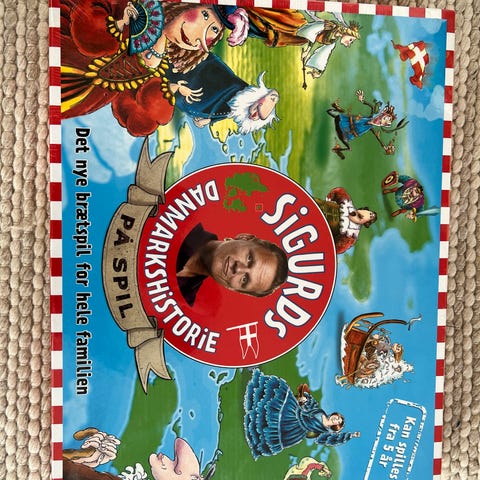 SiGURDS
DANMARKSHiSTORiE
PÅ SPIL
Det nye brætspil for hele familien
Kan spilles
fra 5 år